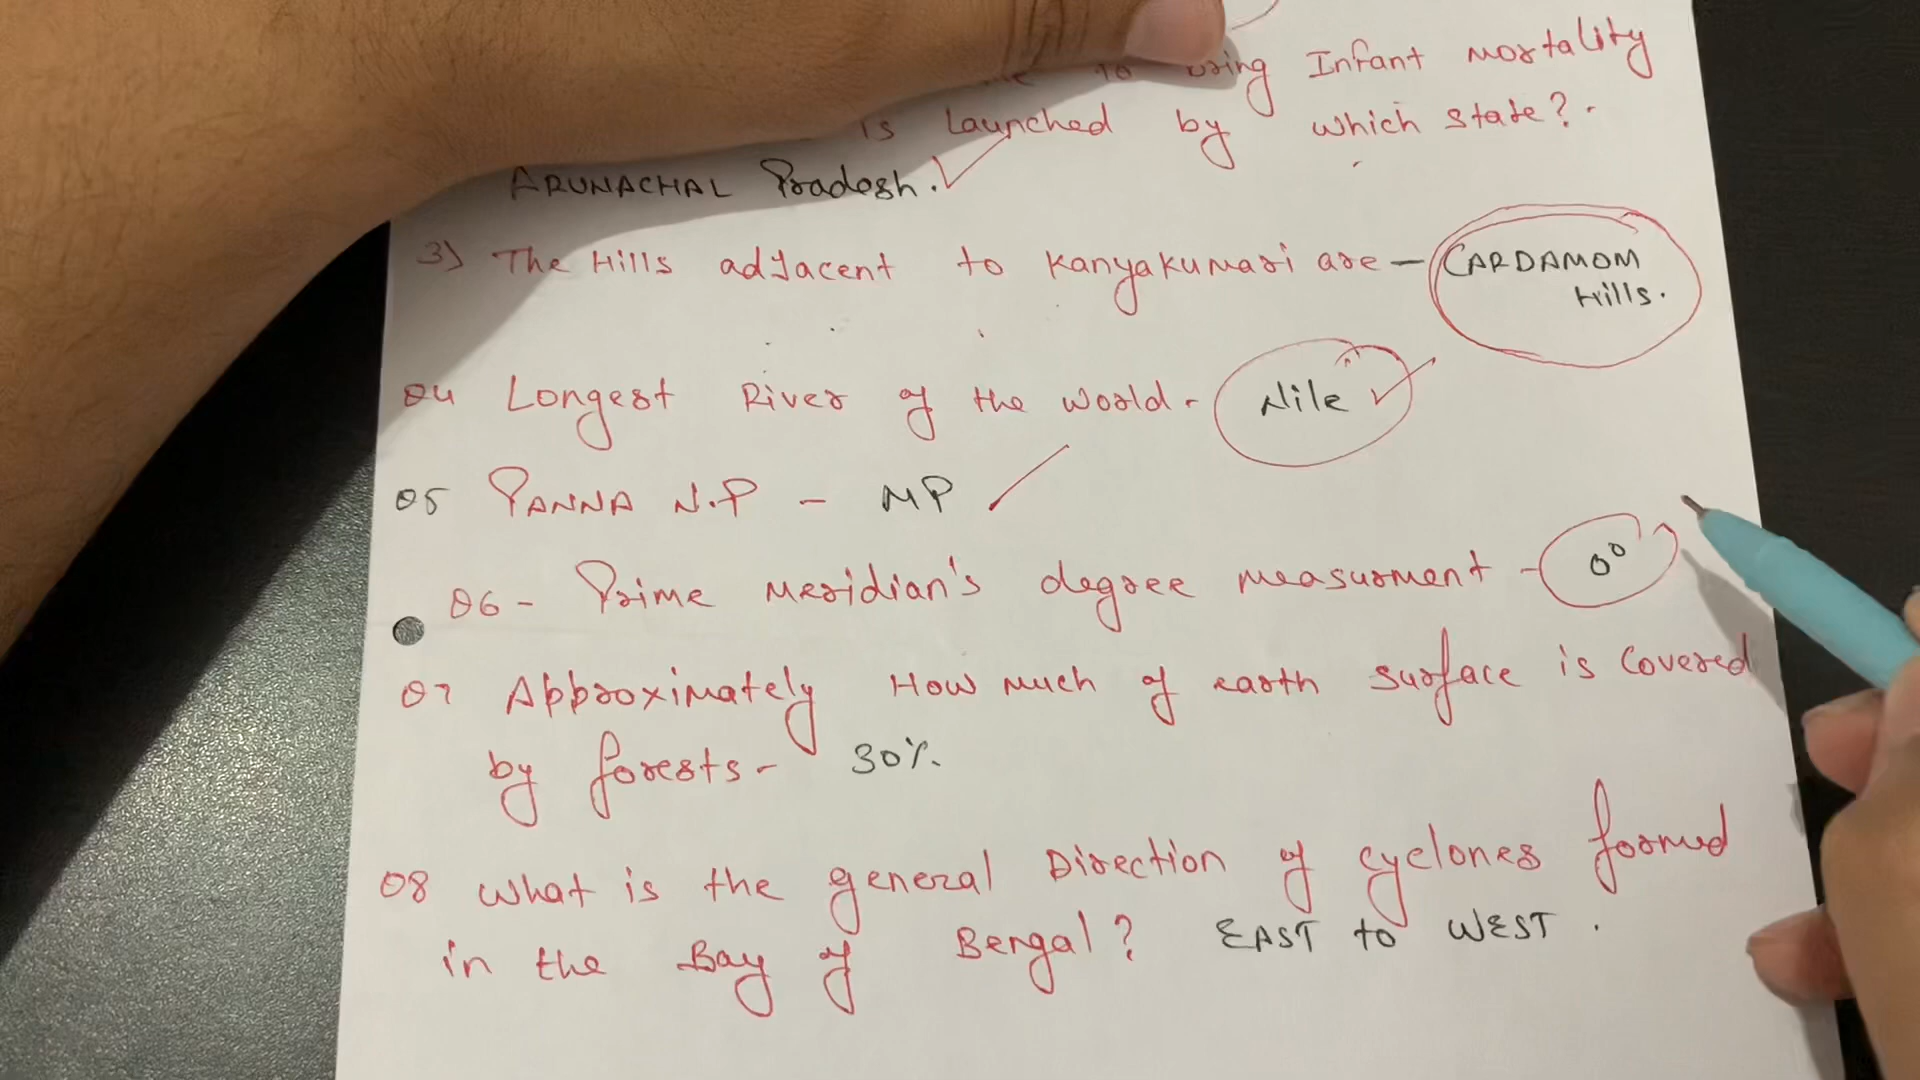 to bring Infant mortality
is Launched by which state?
ARUNACHAL Pradesh.
3) The Hills adjacent to Kanyakumari are - CARDAMOM
Hills.
04 Longest River of the world - Nile
05 PANNA N.P - MP
06 - Prime Meridian's degree measurment - 0°
07 Approximately How much of earth surface is covered
by forests - 30%.
08 What is the general Direction of cyclones formed
in the Bay of Bengal? EAST to WEST.